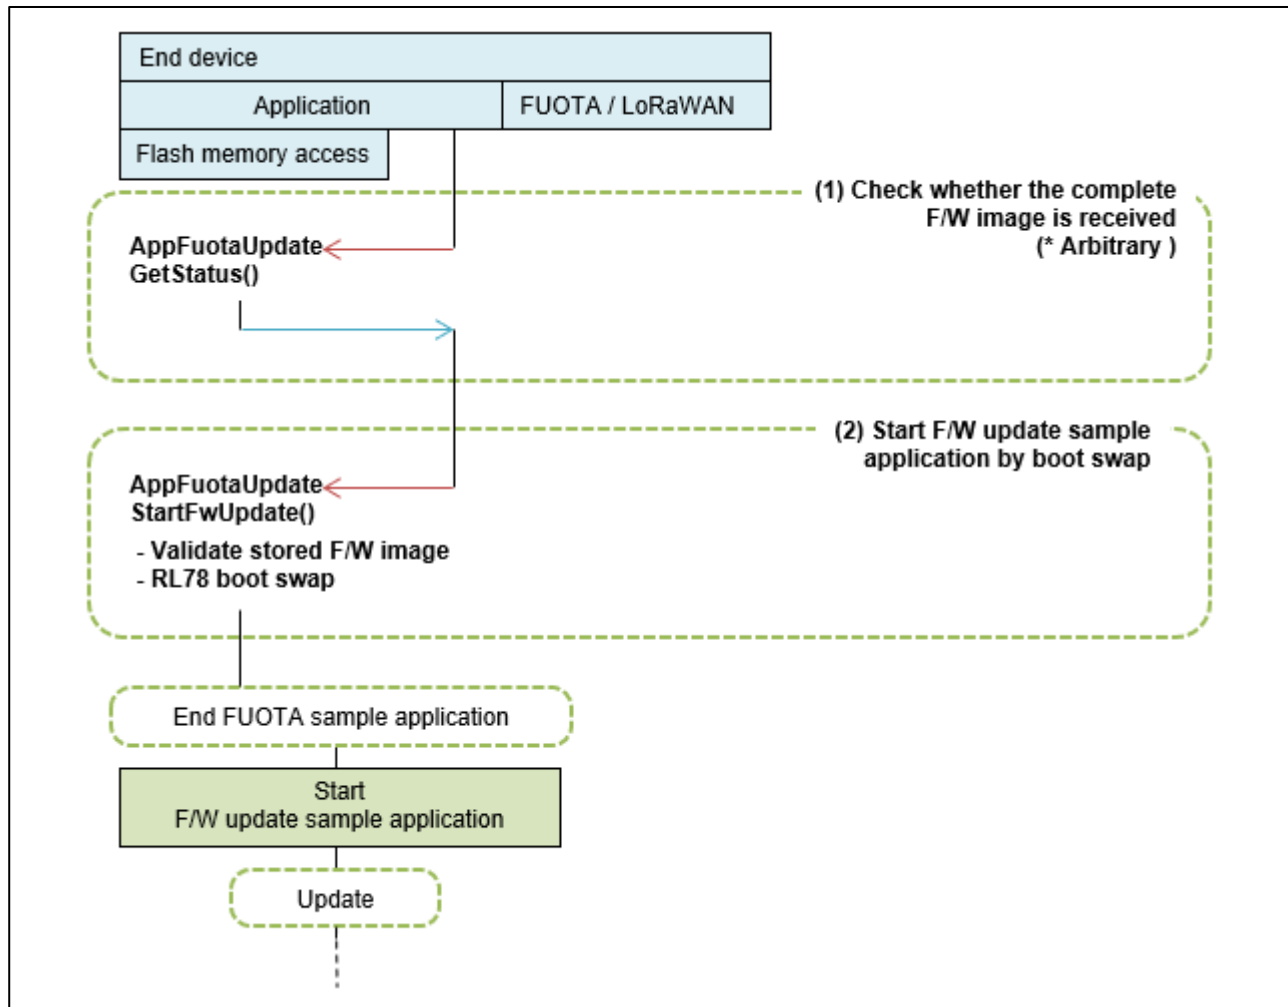 End device
Application
FUOTA / LoRaWAN
Flash memory access
(1) Check whether the complete
F/W image is received
(* Arbitrary )
AppFuotaUpdate
GetStatus()
(2) Start F/W update sample
application by boot swap
AppFuotaUpdate
StartFwUpdate()
- Validate stored F/W image
- RL78 boot swap
End FUOTA sample application
Start
F/W update sample application
Update